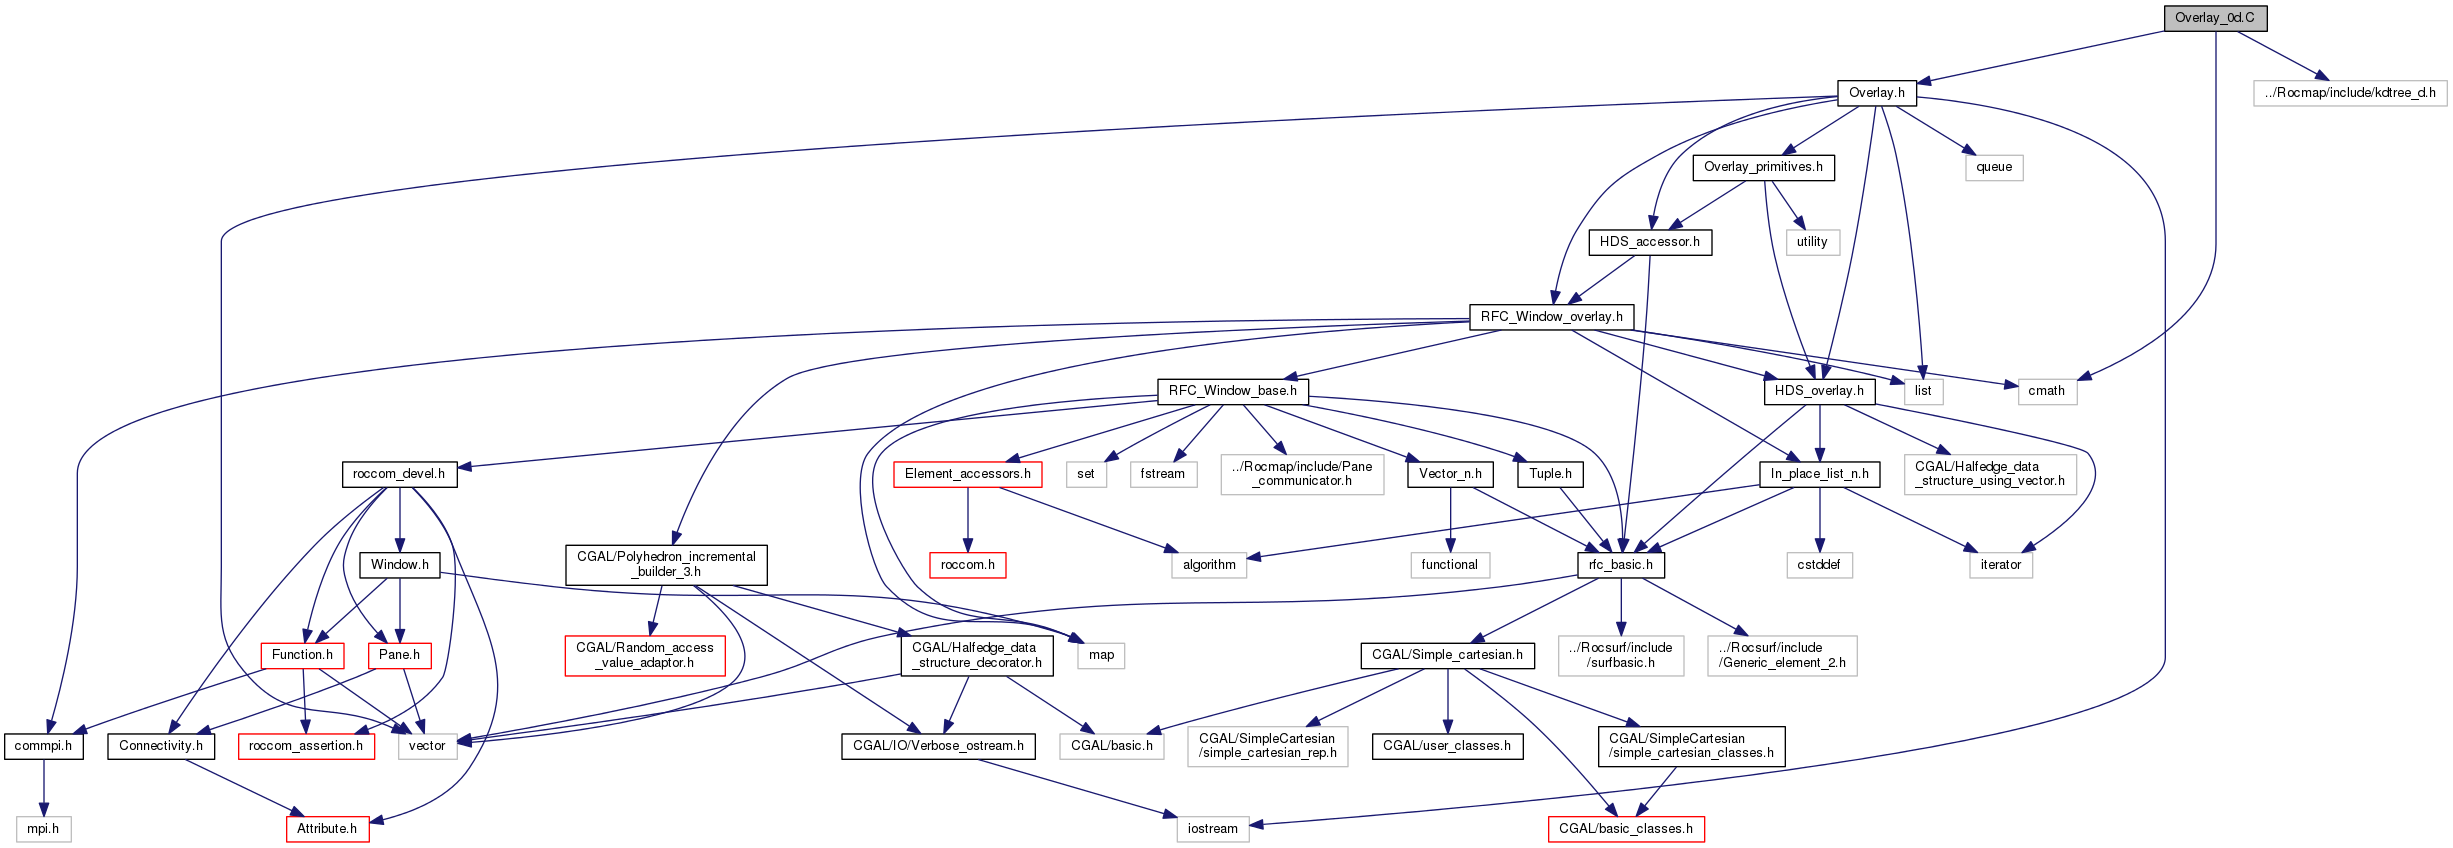 Overlay_0d.C
Overlay.h
../Rocmap/include/kdtree_d.h
Overlay_primitives.h
queue
HDS_accessor.h
utility
RFC_Window_overlay.h
RFC_Window_base.h
HDS_overlay.h
list
cmath
roccom_devel.h
Element_accessors.h
set
fstream
../Rocmap/include/Pane
_communicator.h
Vector_n.h
Tuple.h
In_place_list_n.h
CGAL/Halfedge_data
_structure_using_vector.h
Window.h
CGAL/Polyhedron_incremental
_builder_3.h
roccom.h
algorithm
functional
rfc_basic.h
cstddef
iterator
Function.h
Pane.h
CGAL/Random_access
_value_adaptor.h
CGAL/Halfedge_data
_structure_decorator.h
map
CGAL/Simple_cartesian.h
../Rocsurf/include
/surfbasic.h
../Rocsurf/include
/Generic_element_2.h
commpi.h
Connectivity.h
roccom_assertion.h
vector
CGAL/IO/Verbose_ostream.h
CGAL/basic.h
CGAL/SimpleCartesian
/simple_cartesian_rep.h
CGAL/user_classes.h
CGAL/SimpleCartesian
/simple_cartesian_classes.h
mpi.h
Attribute.h
iostream
CGAL/basic_classes.h